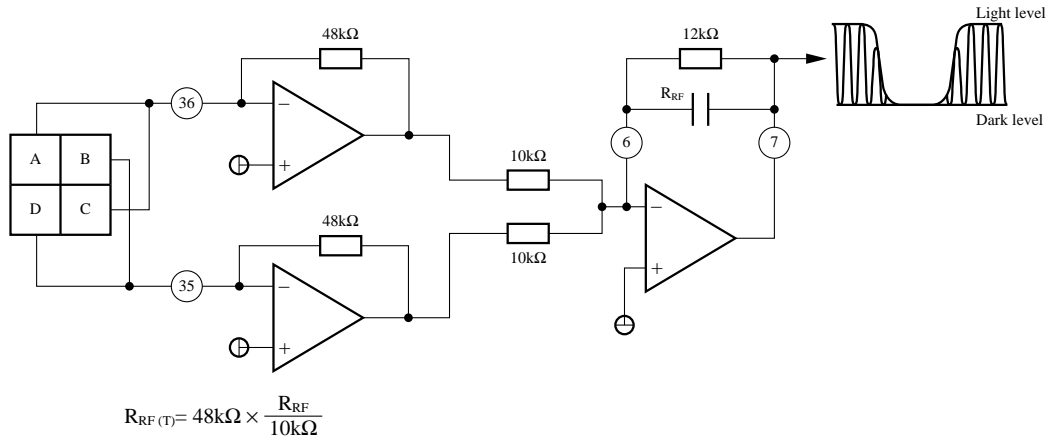 Light level
48kΩ
12kΩ
36
−
R_RF
A B
+
6
7
Dark level
10kΩ
D C
−
48kΩ
10kΩ
+
35
−
+
R_RF (T)= 48kΩ × R_RF / 10kΩ